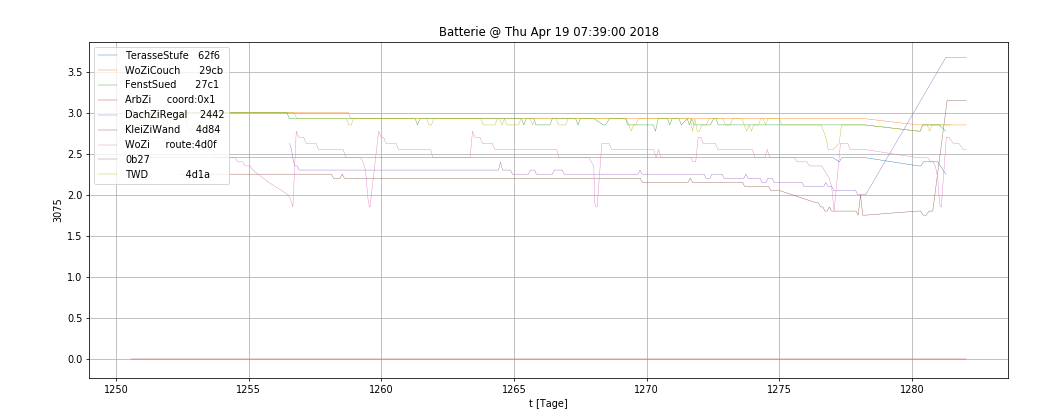 Batterie @ Thu Apr 19 07:39:00 2018
TerasseStufe 62f6
WoZiCouch 29cb
FenstSued 27c1
ArbZi coord:0x1
DachZiRegal 2442
KleiZiWand 4d84
WoZi route:4d0f
0b27
TWD 4d1a
3.5
3.0
2.5
2.0
1.5
1.0
0.5
0.0
3075
1250 1255 1260 1265 1270 1275 1280
t [Tage]